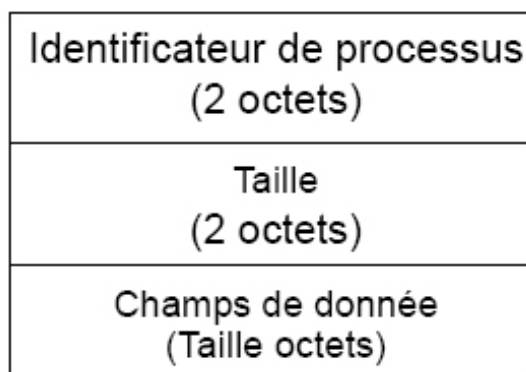 Identificateur de processus
(2 octets)
Taille
(2 octets)
Champs de donnée
(Taille octets)